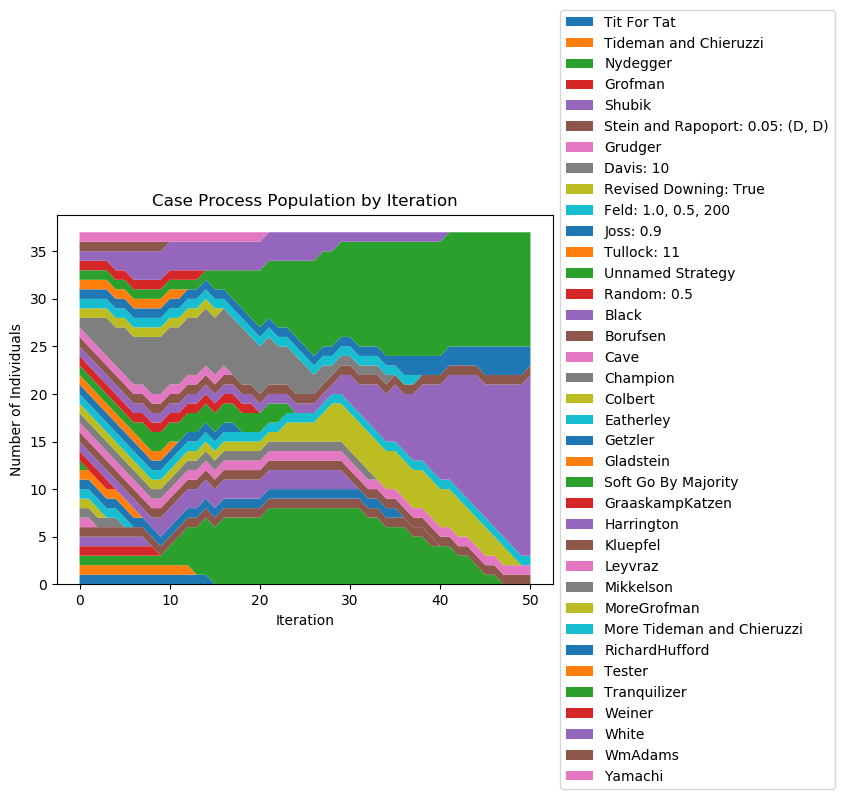 Case Process Population by Iteration
Number of Individuals
35
30
25
20
15
10
5
0
0 10 20 30 40 50
Iteration
Tit For Tat
Tideman and Chieruzzi
Nydegger
Grofman
Shubik
Stein and Rapoport: 0.05: (D, D)
Grudger
Davis: 10
Revised Downing: True
Feld: 1.0, 0.5, 200
Joss: 0.9
Tullock: 11
Unnamed Strategy
Random: 0.5
Black
Borufsen
Cave
Champion
Colbert
Eatherley
Getzler
Gladstein
Soft Go By Majority
GraaskampKatzen
Harrington
Kluepfel
Leyvraz
Mikkelson
MoreGrofman
More Tideman and Chieruzzi
RichardHufford
Tester
Tranquilizer
Weiner
White
WmAdams
Yamachi